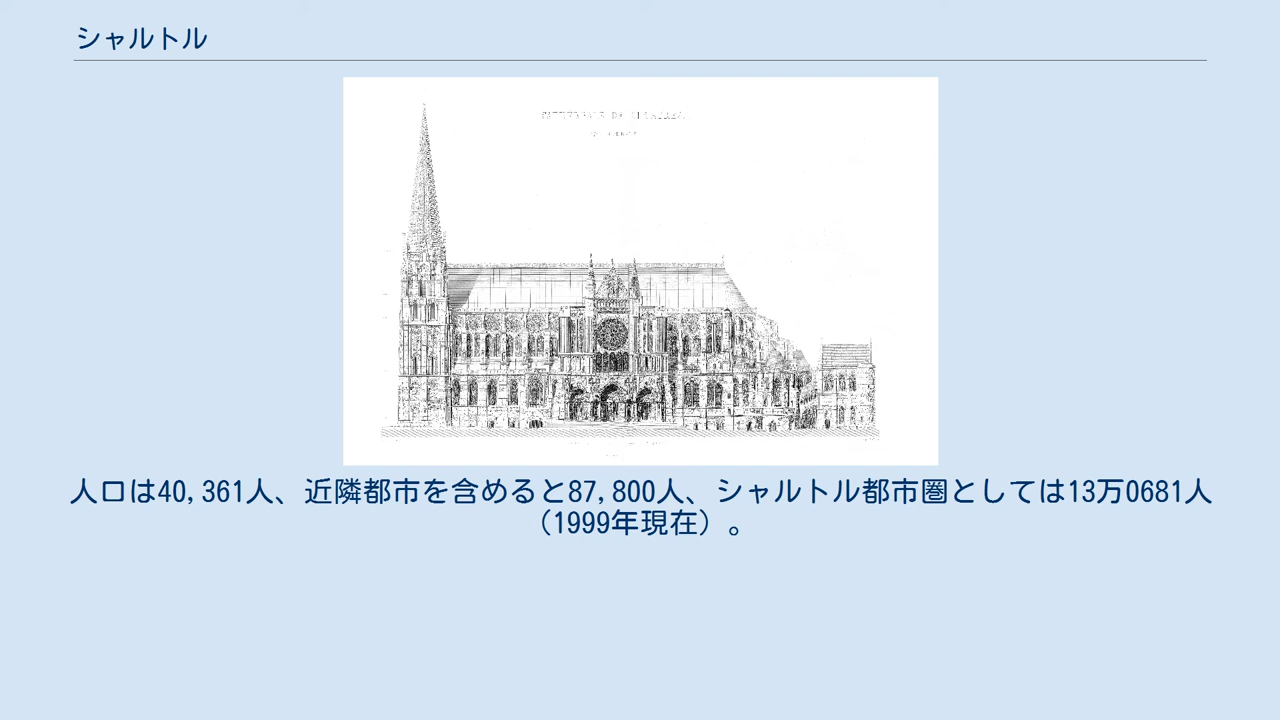 シャルトル
人口は40,361人、近隣都市を含めると87,800人、シャルトル都市圏としては13万0681人
（1999年現在）。